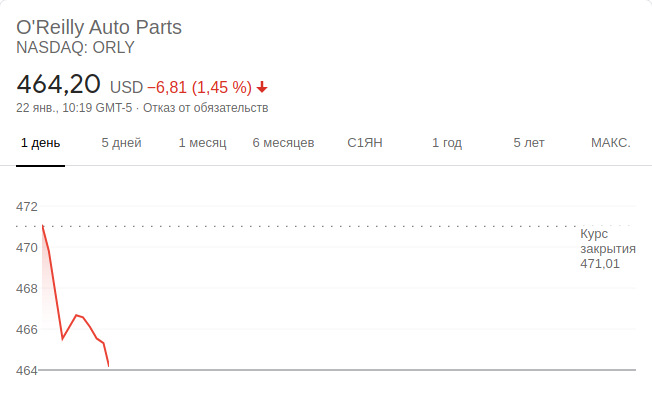 O'Reilly Auto Parts
NASDAQ: ORLY
464,20 USD −6,81 (1,45 %)
22 янв., 10:19 GMT-5 · Отказ от обязательств
1 день 5 дней 1 месяц 6 месяцев С1ЯН 1 год 5 лет МАКС.
472
Курс
закрытия
471,01
470
468
466
464